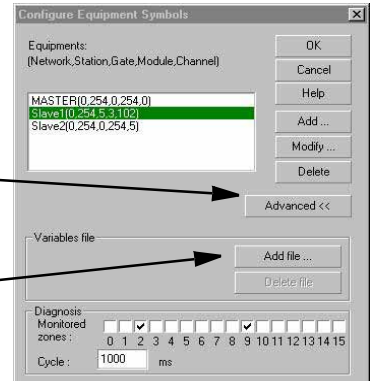 Configure Equipment Symbols
Equipments:
(Network,Station,Gate,Module,Channel)
MASTER(0,254,0,254,0)
Slave1(0,254,5,3,102)
Slave2(0,254,0,254,5)
OK
Cancel
Help
Add ...
Modify ...
Delete
Advanced <<
Variables file
Add file ...
Delete file
Diagnosis
Monitored
zones :
0 1 2 3 4 5 6 7 8 9 10 11 12 13 14 15
Cycle : 1000 ms